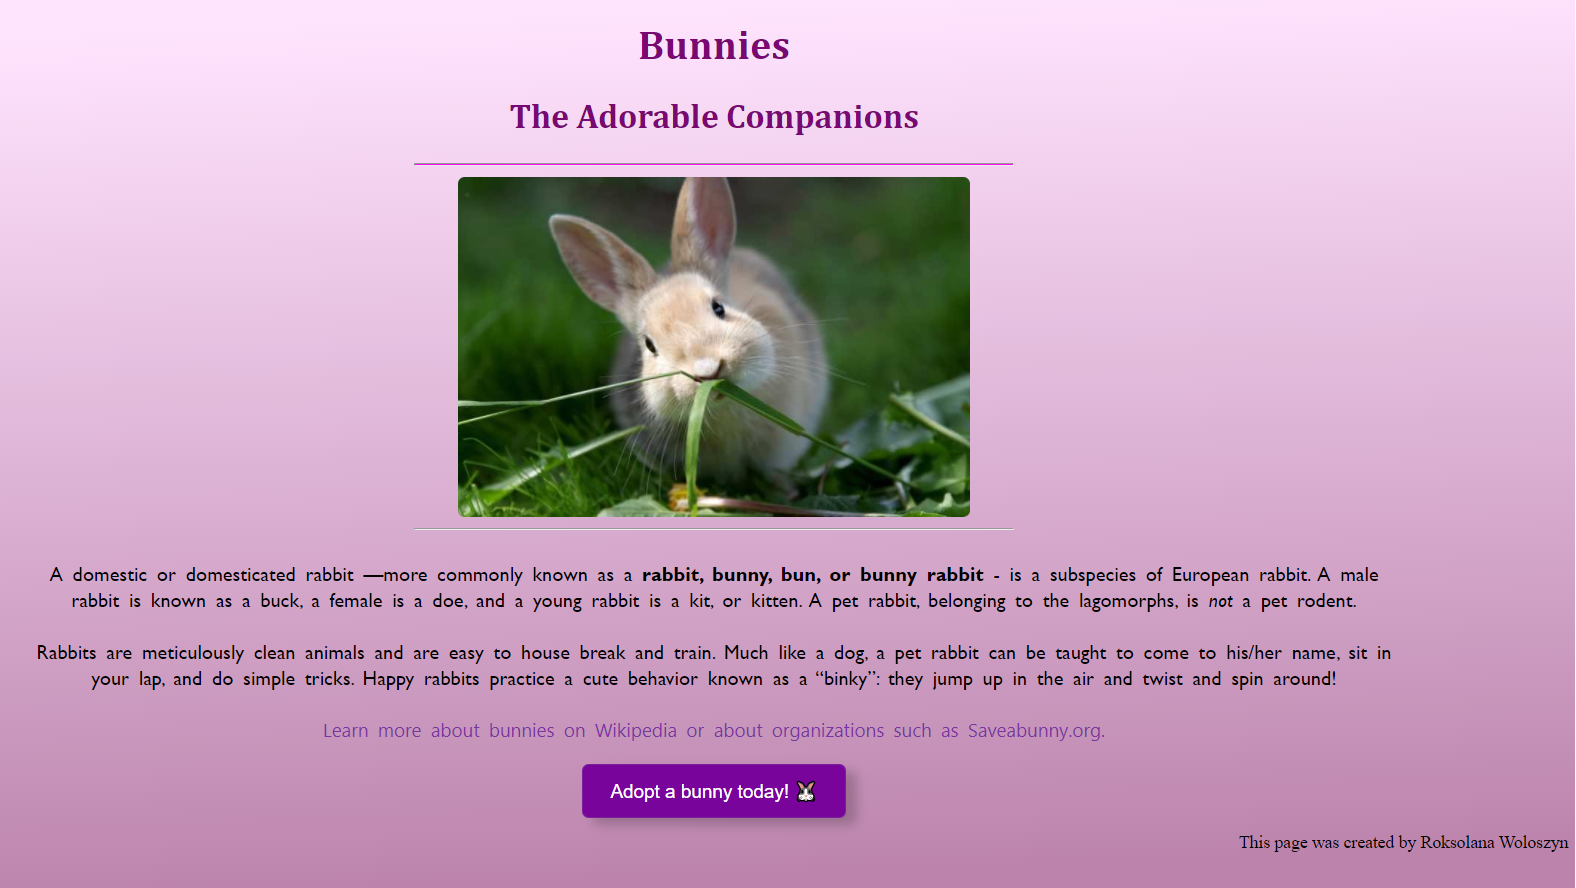 Bunnies
The Adorable Companions
A domestic or domesticated rabbit —more commonly known as a rabbit, bunny, bun, or bunny rabbit - is a subspecies of European rabbit. A male
rabbit is known as a buck, a female is a doe, and a young rabbit is a kit, or kitten. A pet rabbit, belonging to the lagomorphs, is not a pet rodent.
Rabbits are meticulously clean animals and are easy to house break and train. Much like a dog, a pet rabbit can be taught to come to his/her name, sit in
your lap, and do simple tricks. Happy rabbits practice a cute behavior known as a “binky”: they jump up in the air and twist and spin around!
Learn more about bunnies on Wikipedia or about organizations such as Saveabunny.org.
Adopt a bunny today! 🐰
This page was created by Roksolana Woloszyn